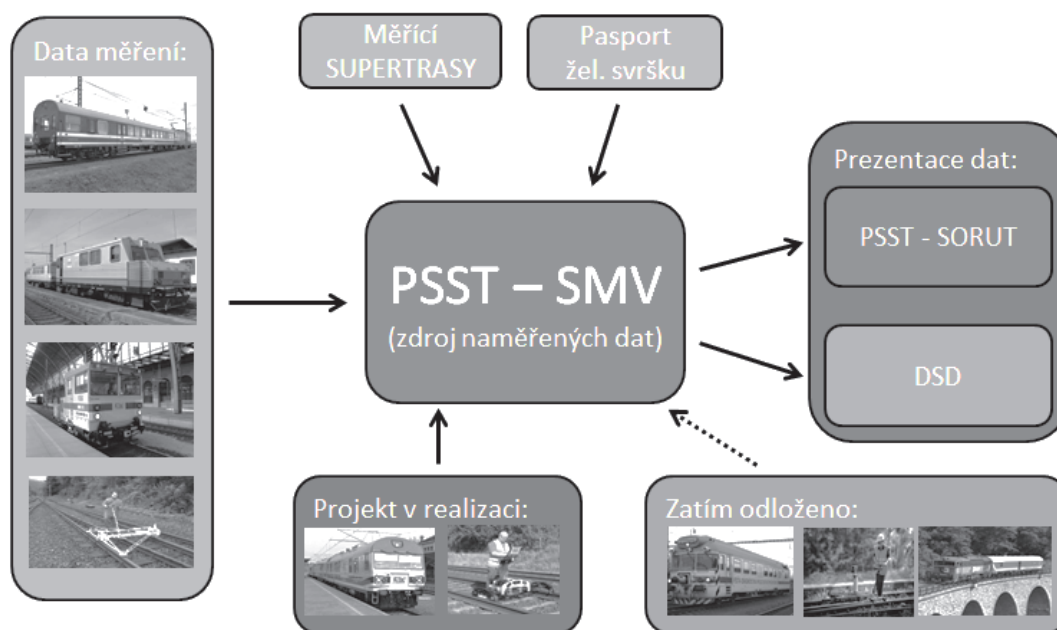 Data měření:
Měřící
SUPERTRASY
Pasport
žel. svršku
PSST – SMV
(zdroj naměřených dat)
Prezentace dat:
PSST - SORUT
DSD
Projekt v realizaci:
Zatím odloženo: